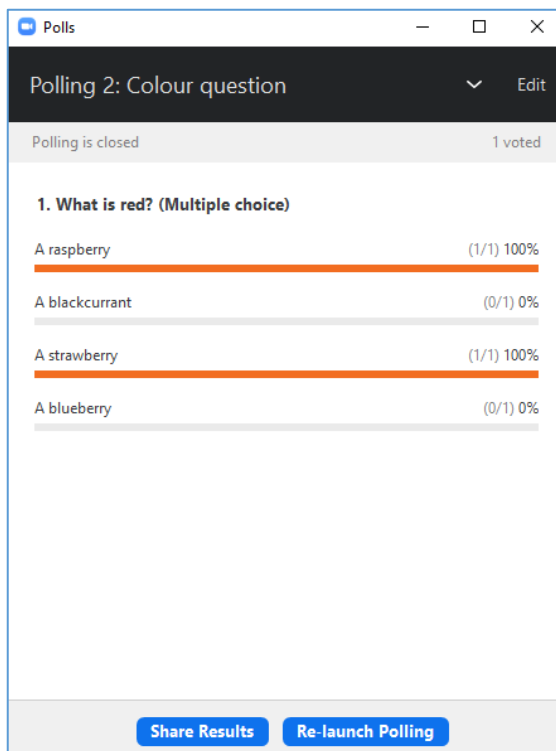 Polls
Polling 2: Colour question Edit
Polling is closed 1 voted
1. What is red? (Multiple choice)
A raspberry (1/1) 100%
A blackcurrant (0/1) 0%
A strawberry (1/1) 100%
A blueberry (0/1) 0%
Share Results Re-launch Polling